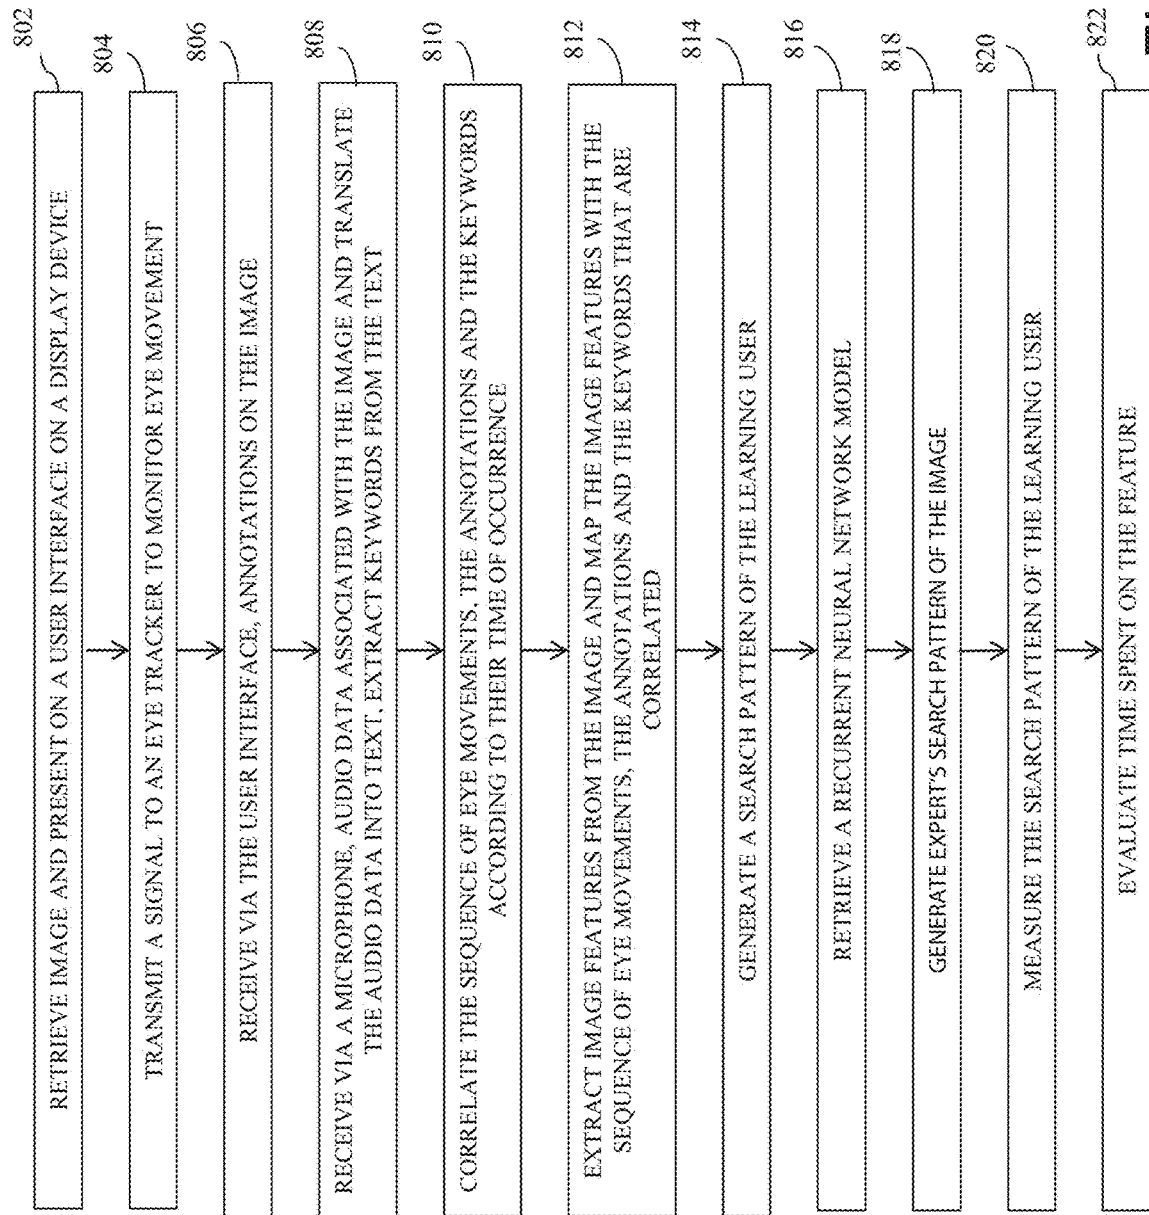 802
RETRIEVE IMAGE AND PRESENT ON A USER INTERFACE ON A DISPLAY DEVICE
804
TRANSMIT A SIGNAL TO AN EYE TRACKER TO MONITOR EYE MOVEMENT
806
RECEIVE VIA THE USER INTERFACE, ANNOTATIONS ON THE IMAGE
808
RECEIVE VIA A MICROPHONE, AUDIO DATA ASSOCIATED WITH THE IMAGE AND TRANSLATE
THE AUDIO DATA INTO TEXT, EXTRACT KEYWORDS FROM THE TEXT
810
CORRELATE THE SEQUENCE OF EYE MOVEMENTS, THE ANNOTATIONS AND THE KEYWORDS
ACCORDING TO THEIR TIME OF OCCURRENCE
812
EXTRACT IMAGE FEATURES FROM THE IMAGE AND MAP THE IMAGE FEATURES WITH THE
SEQUENCE OF EYE MOVEMENTS, THE ANNOTATIONS AND THE KEYWORDS THAT ARE
CORRELATED
814
GENERATE A SEARCH PATTERN OF THE LEARNING USER
816
RETRIEVE A RECURRENT NEURAL NETWORK MODEL
818
GENERATE EXPERT'S SEARCH PATTERN OF THE IMAGE
820
MEASURE THE SEARCH PATTERN OF THE LEARNING USER
822
EVALUATE TIME SPENT ON THE FEATURE